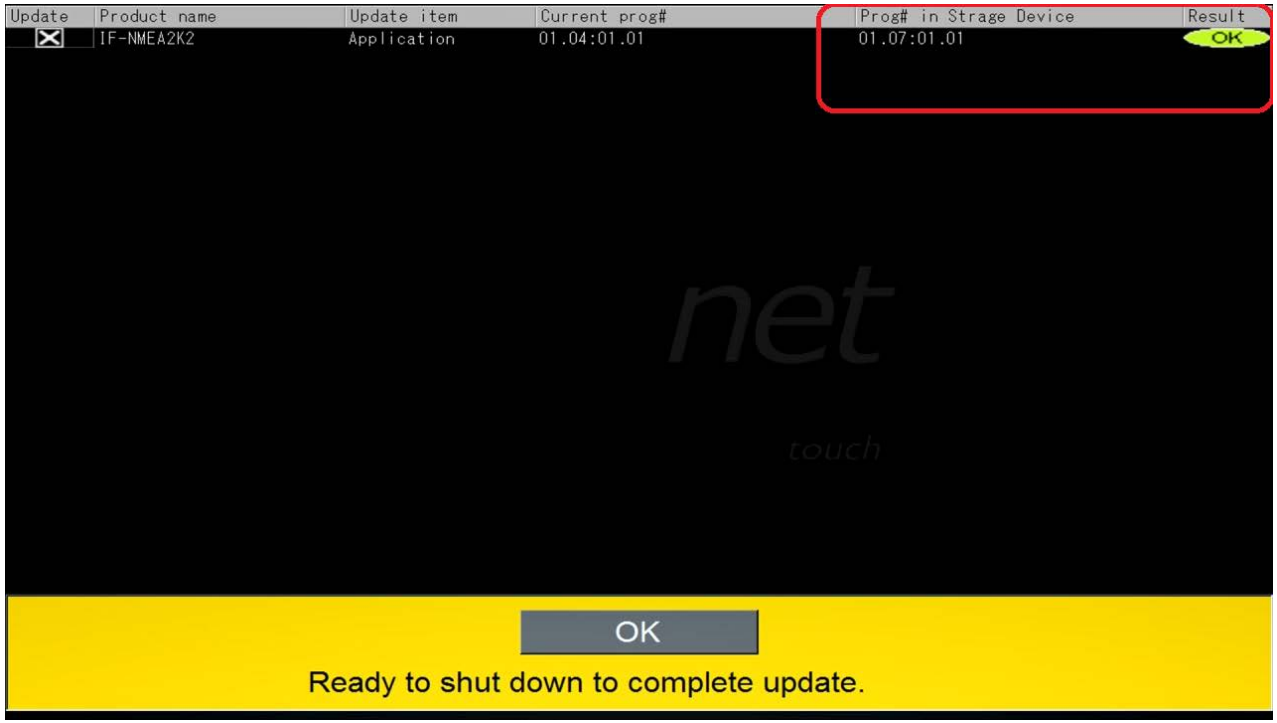 Update Product name Update item Current prog# Prog# in Strage Device Result
IF-NMEA2K2 Application 01.04:01.01 01.07:01.01 OK
net
touch
OK
Ready to shut down to complete update.